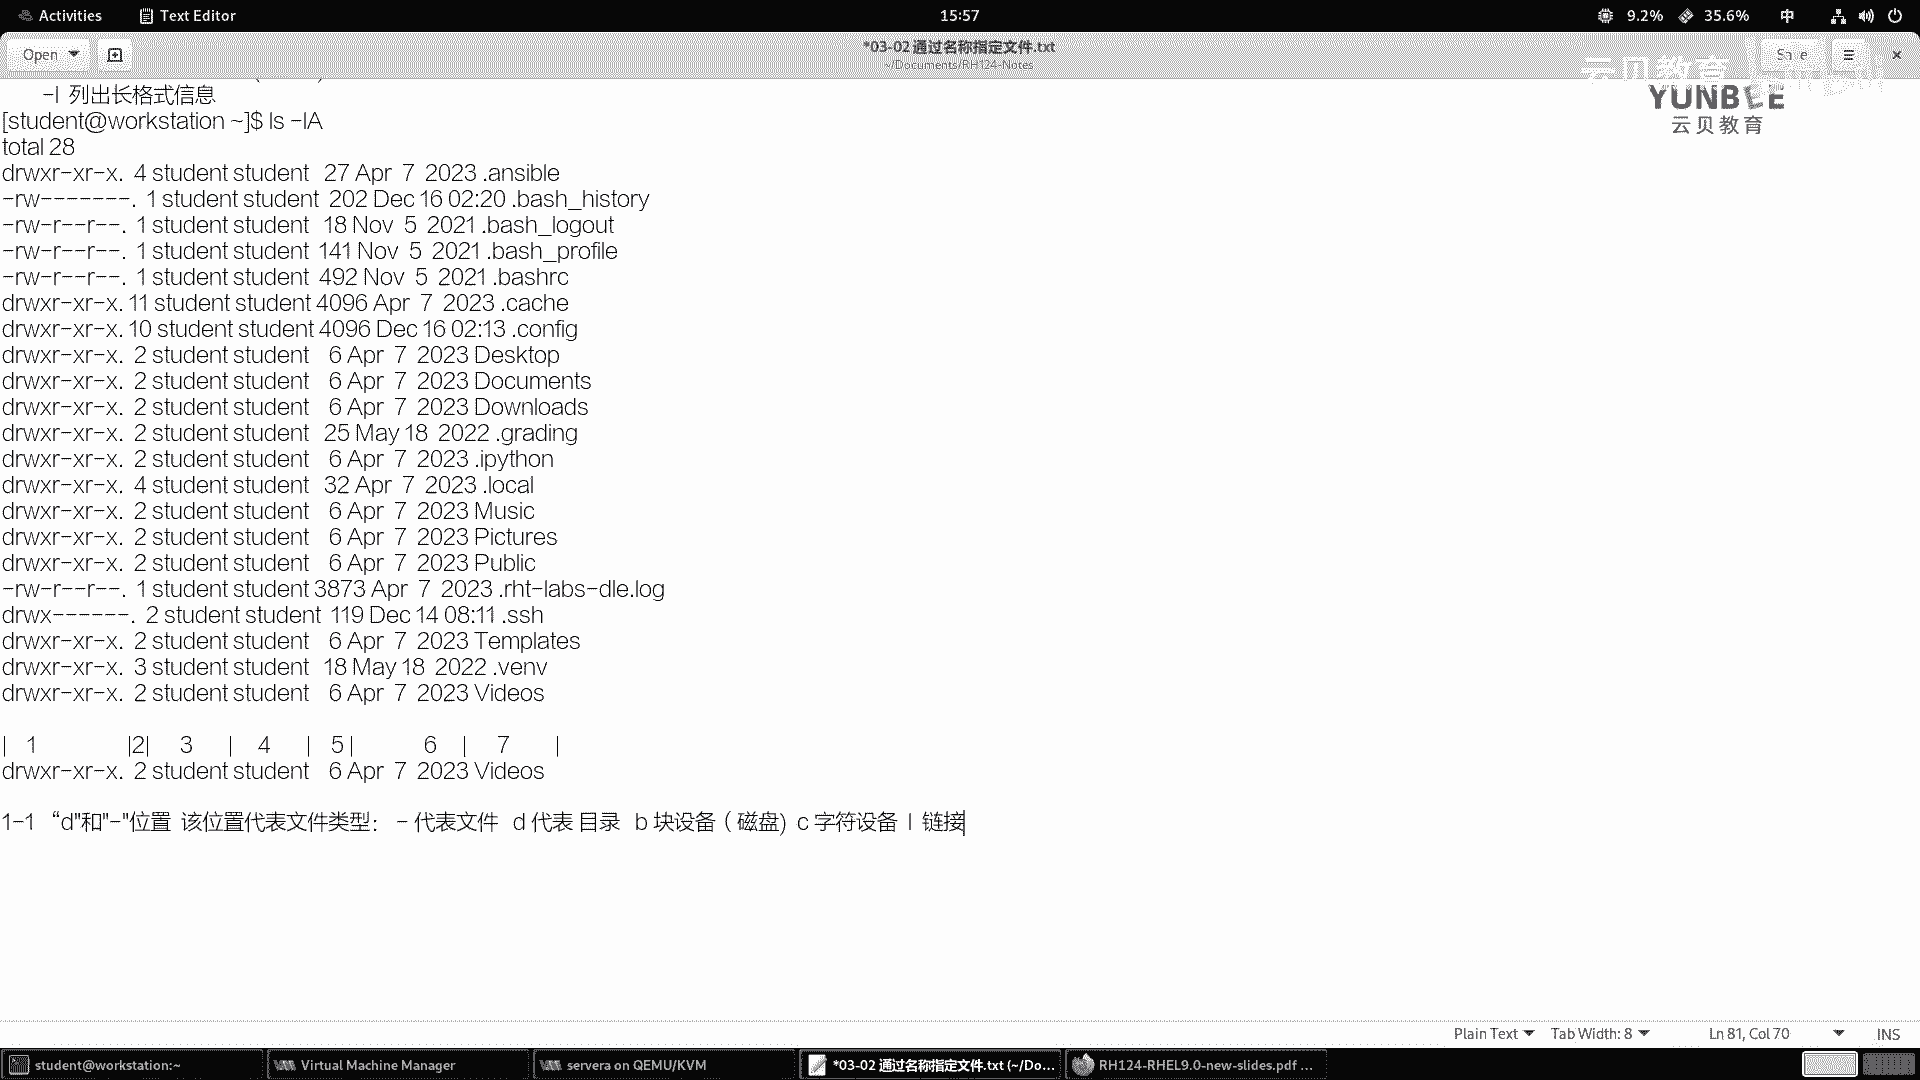 Activities Text Editor 15:57 9.2% 35.6% 中
Open *03-02 通过名称指定文件.txt Save
~/Documents/RH124-Notes
云贝教育
YUNBEE
云贝教育
-l 列出长格式信息
[student@workstation ~]$ ls -lA
total 28
drwxr-xr-x. 4 student student 27 Apr 7 2023 .ansible
-rw-------. 1 student student 202 Dec 16 02:20 .bash_history
-rw-r--r--. 1 student student 18 Nov 5 2021 .bash_logout
-rw-r--r--. 1 student student 141 Nov 5 2021 .bash_profile
-rw-r--r--. 1 student student 492 Nov 5 2021 .bashrc
drwxr-xr-x. 11 student student 4096 Apr 7 2023 .cache
drwxr-xr-x. 10 student student 4096 Dec 16 02:13 .config
drwxr-xr-x. 2 student student 6 Apr 7 2023 Desktop
drwxr-xr-x. 2 student student 6 Apr 7 2023 Documents
drwxr-xr-x. 2 student student 6 Apr 7 2023 Downloads
drwxr-xr-x. 2 student student 25 May 18 2022 .grading
drwxr-xr-x. 2 student student 6 Apr 7 2023 .ipython
drwxr-xr-x. 4 student student 32 Apr 7 2023 .local
drwxr-xr-x. 2 student student 6 Apr 7 2023 Music
drwxr-xr-x. 2 student student 6 Apr 7 2023 Pictures
drwxr-xr-x. 2 student student 6 Apr 7 2023 Public
-rw-r--r--. 1 student student 3873 Apr 7 2023 .rht-labs-dle.log
drwx------. 2 student student 119 Dec 14 08:11 .ssh
drwxr-xr-x. 2 student student 6 Apr 7 2023 Templates
drwxr-xr-x. 3 student student 18 May 18 2022 .venv
drwxr-xr-x. 2 student student 6 Apr 7 2023 Videos
| 1 |2| 3 | 4 | 5 | 6 | 7 |
drwxr-xr-x. 2 student student 6 Apr 7 2023 Videos
1-1 “d"和"-"位置 该位置代表文件类型： - 代表文件 d 代表 目录 b 块设备（磁盘) c 字符设备 l 链接
Plain Text Tab Width: 8 Ln 81, Col 70 INS
student@workstation:~ Virtual Machine Manager servera on QEMU/KVM *03-02 通过名称指定文件.txt (~/Do... RH124-RHEL9.0-new-slides.pdf ...